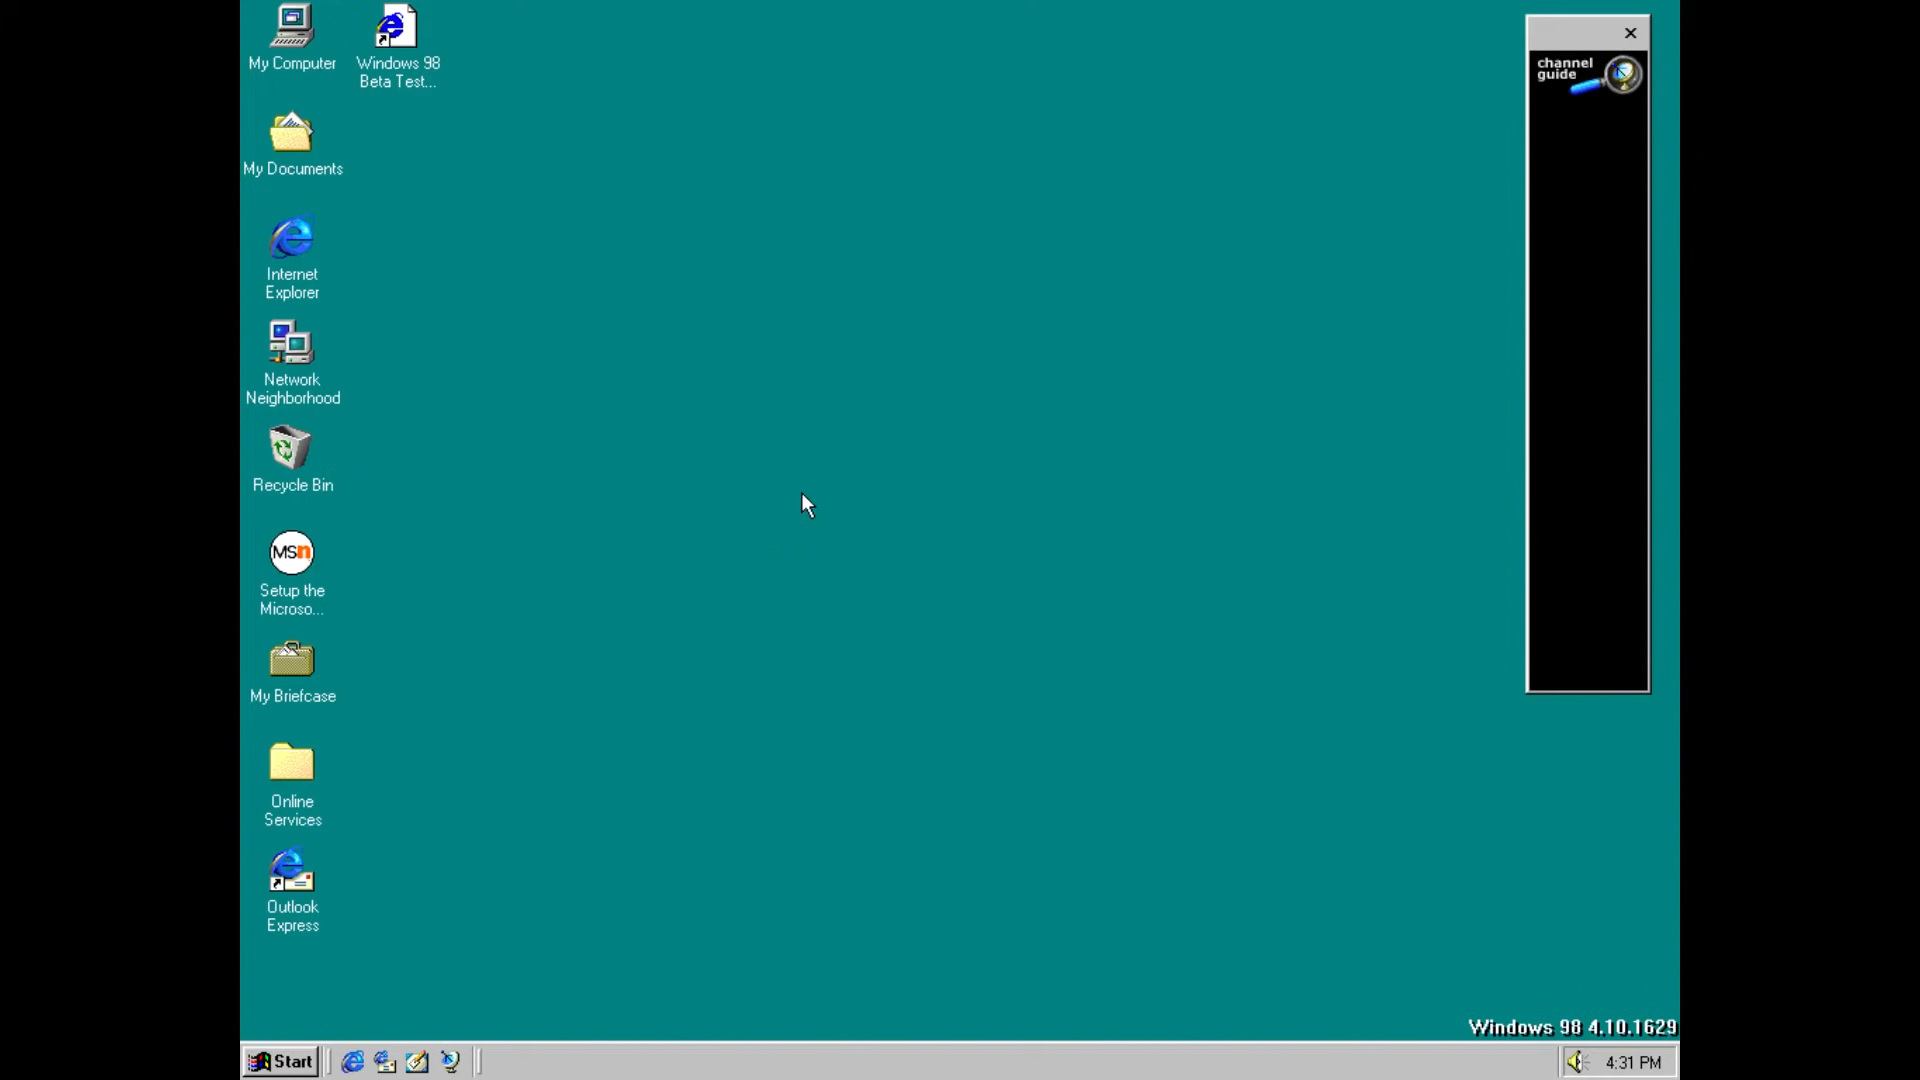 My Computer
Windows 98
Beta Test...
channel
guide
My Documents
Internet
Explorer
Network
Neighborhood
Recycle Bin
MSn
Setup the
Microso...
My Briefcase
Online
Services
Outlook
Express
Windows 98 4.10.1629
Start
4:31 PM